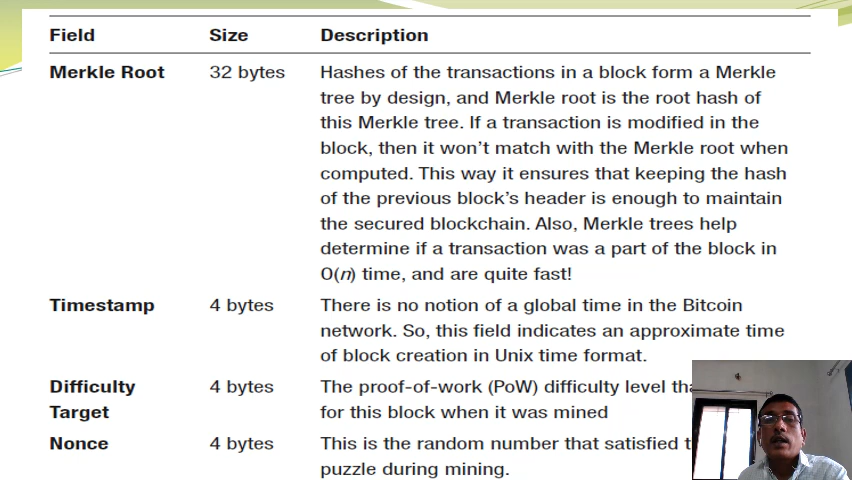 Field Size Description
Merkle Root 32 bytes Hashes of the transactions in a block form a Merkle
tree by design, and Merkle root is the root hash of
this Merkle tree. If a transaction is modified in the
block, then it won't match with the Merkle root when
computed. This way it ensures that keeping the hash
of the previous block's header is enough to maintain
the secured blockchain. Also, Merkle trees help
determine if a transaction was a part of the block in
O(n) time, and are quite fast!
Timestamp 4 bytes There is no notion of a global time in the Bitcoin
network. So, this field indicates an approximate time
of block creation in Unix time format.
Difficulty 4 bytes The proof-of-work (PoW) difficulty level
Target for this block when it was mined
Nonce 4 bytes This is the random number that satisfied
puzzle during mining.